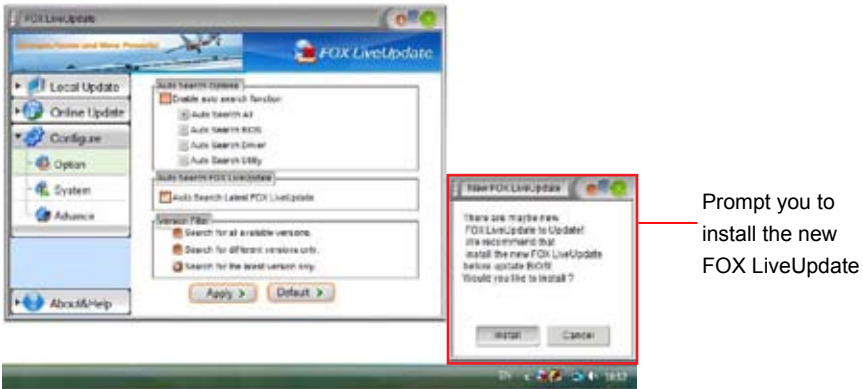 FOX LiveUpdate
FOX LiveUpdate
Local Update
Online Update
Configure
Option
System
Advance
About&Help
Auto Search Options
Enable auto search function
Auto Search All
Auto Search BIOS
Auto Search Driver
Auto Search Utility
Auto Search FOX LiveUpdate
Auto Search Latest FOX LiveUpdate
Version Filter
Search for all available versions.
Search for different versions only.
Search for the latest version only.
Apply
Default
New FOX LiveUpdate
There are maybe new
FOX LiveUpdate to Update!
We recommend that
install the new FOX LiveUpdate
before update BIOS!
Would you like to install ?
Install
Cancel
Prompt you to
install the new
FOX LiveUpdate
EN